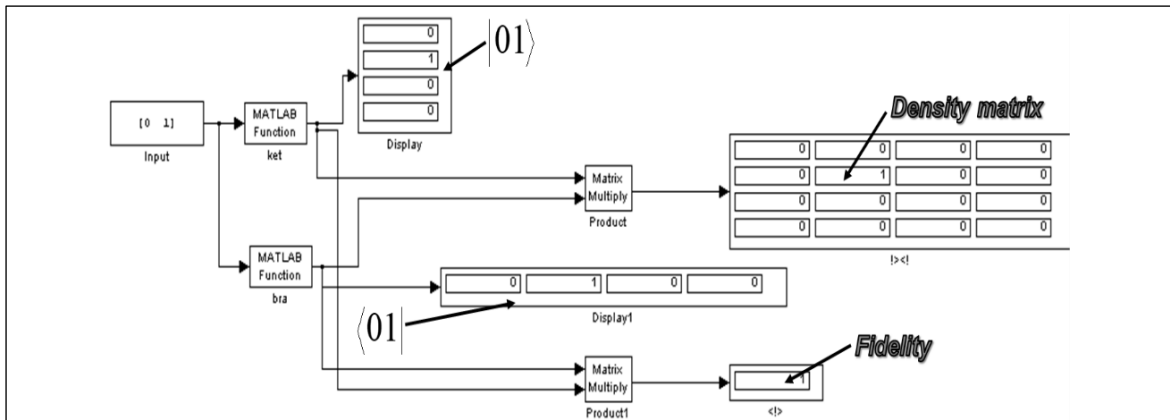 0
1
0
0
|01⟩
Display
[0 1]
Input
MATLAB
Function
ket
Density matrix
Matrix
Multiply
Product
0 0 0 0
0 1 0 0
0 0 0 0
0 0 0 0
!><!
MATLAB
Function
bra
0 1 0 0
Display1
⟨01|
Matrix
Multiply
Product1
Fidelity
1
<!>